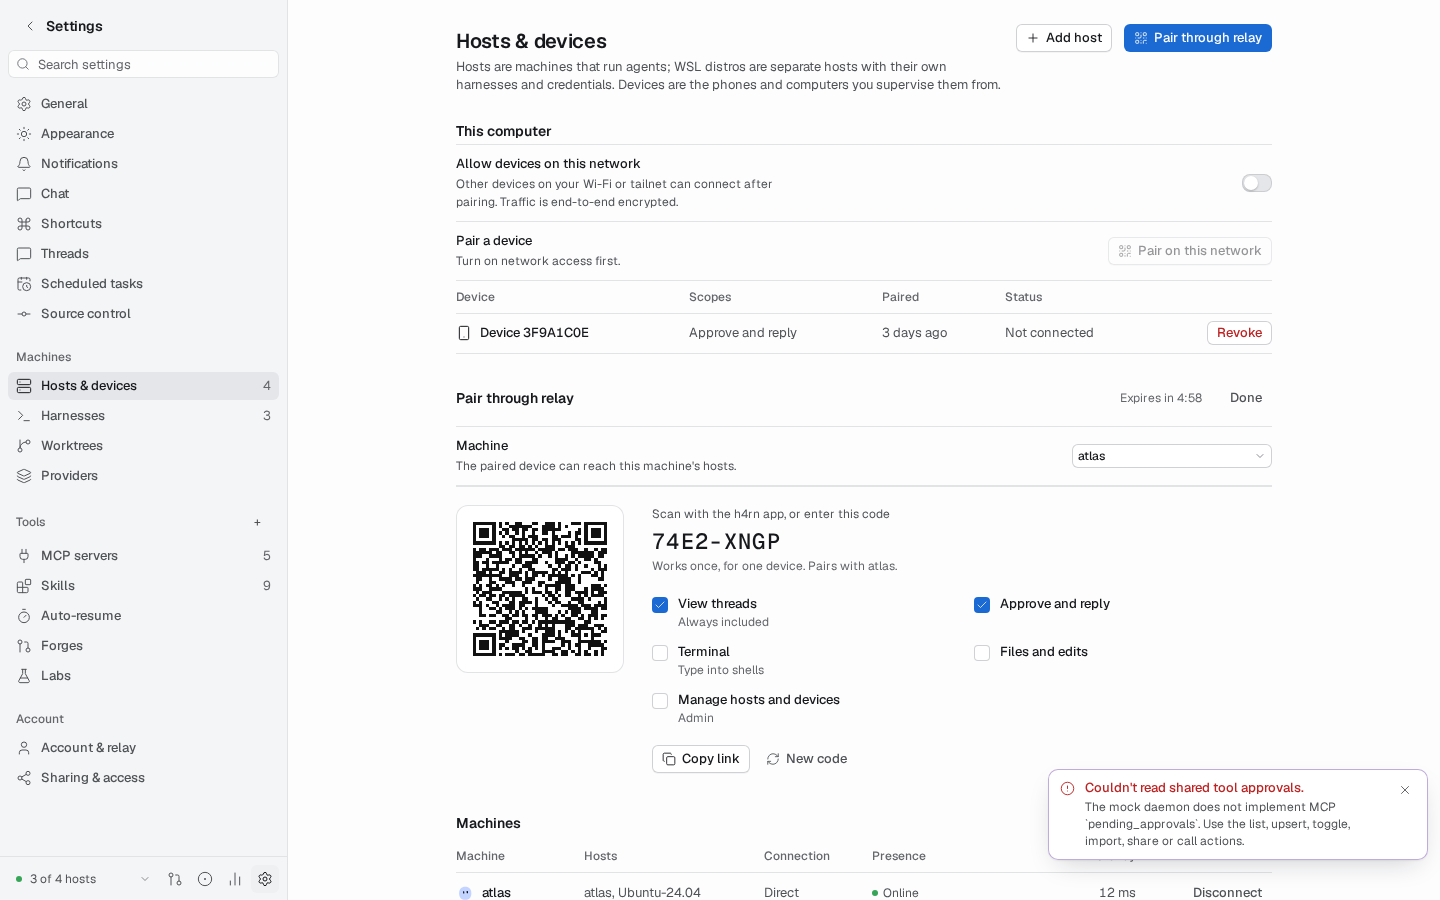 Settings
Search settings
General
Appearance
Notifications
Chat
Shortcuts
Threads
Scheduled tasks
Source control
Machines
Hosts & devices 4
Harnesses 3
Worktrees
Providers
Tools +
MCP servers 5
Skills 9
Auto-resume
Forges
Labs
Account
Account & relay
Sharing & access
3 of 4 hosts
Hosts & devices
Add host
Pair through relay
Hosts are machines that run agents; WSL distros are separate hosts with their own
harnesses and credentials. Devices are the phones and computers you supervise them from.
This computer
Allow devices on this network
Other devices on your Wi-Fi or tailnet can connect after
pairing. Traffic is end-to-end encrypted.
Pair a device
Turn on network access first.
Pair on this network
Device Scopes Paired Status
Device 3F9A1C0E Approve and reply 3 days ago Not connected Revoke
Pair through relay
Expires in 4:58 Done
Machine
The paired device can reach this machine's hosts.
atlas
Scan with the h4rn app, or enter this code
74E2-XNGP
Works once, for one device. Pairs with atlas.
View threads
Always included
Approve and reply
Terminal
Type into shells
Files and edits
Manage hosts and devices
Admin
Copy link
New code
Machines
Machine Hosts Connection Presence
atlas atlas, Ubuntu-24.04 Direct Online 12 ms Disconnect
Couldn't read shared tool approvals.
The mock daemon does not implement MCP
`pending_approvals`. Use the list, upsert, toggle,
import, share or call actions.